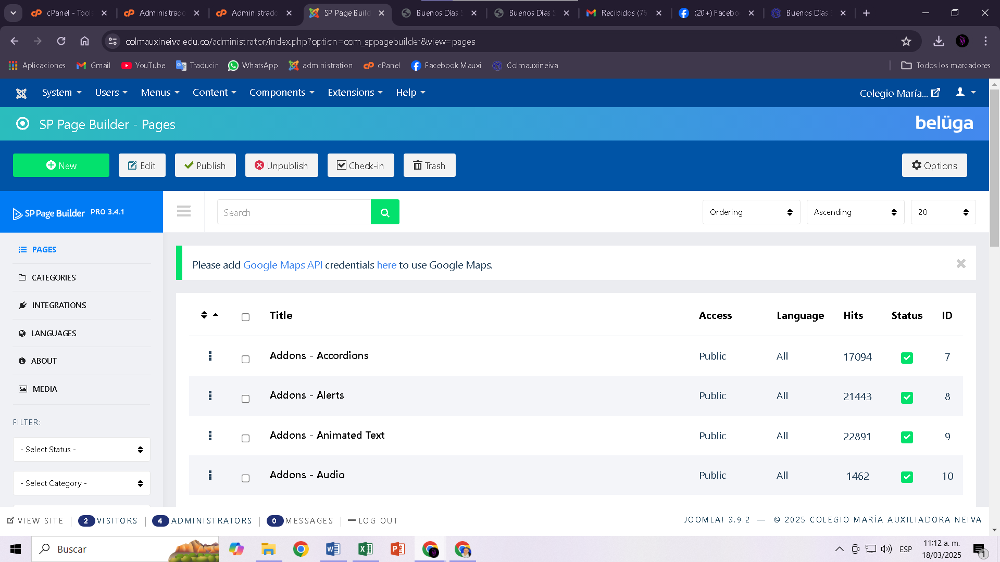 cPanel - Tools
Administrado
Administrado
SP Page Build
Buenos Días S
Buenos Días S
Recibidos (76
(20+) Facebo
Buenos Días S
colmauxineiva.edu.co/administrator/index.php?option=com_sppagebuilder&view=pages
Aplicaciones
Gmail
YouTube
Traducir
WhatsApp
administration
cPanel
Facebook Mauxi
Colmauxineiva
Todos los marcadores
System
Users
Menus
Content
Components
Extensions
Help
Colegio María...
SP Page Builder - Pages
belüga
New
Edit
Publish
Unpublish
Check-in
Trash
Options
SP Page Builder PRO 3.4.1
Search
Ordering
Ascending
20
PAGES
CATEGORIES
INTEGRATIONS
LANGUAGES
ABOUT
MEDIA
FILTER:
- Select Status -
- Select Category -
Please add Google Maps API credentials here to use Google Maps.
Title Access Language Hits Status ID
Addons - Accordions Public All 17094 7
Addons - Alerts Public All 21443 8
Addons - Animated Text Public All 22891 9
Addons - Audio Public All 1462 10
VIEW SITE
2 VISITORS
4 ADMINISTRATORS
0 MESSAGES
LOG OUT
JOOMLA! 3.9.2 — © 2025 COLEGIO MARÍA AUXILIADORA NEIVA
Buscar
ESP
11:12 a. m.
18/03/2025
1